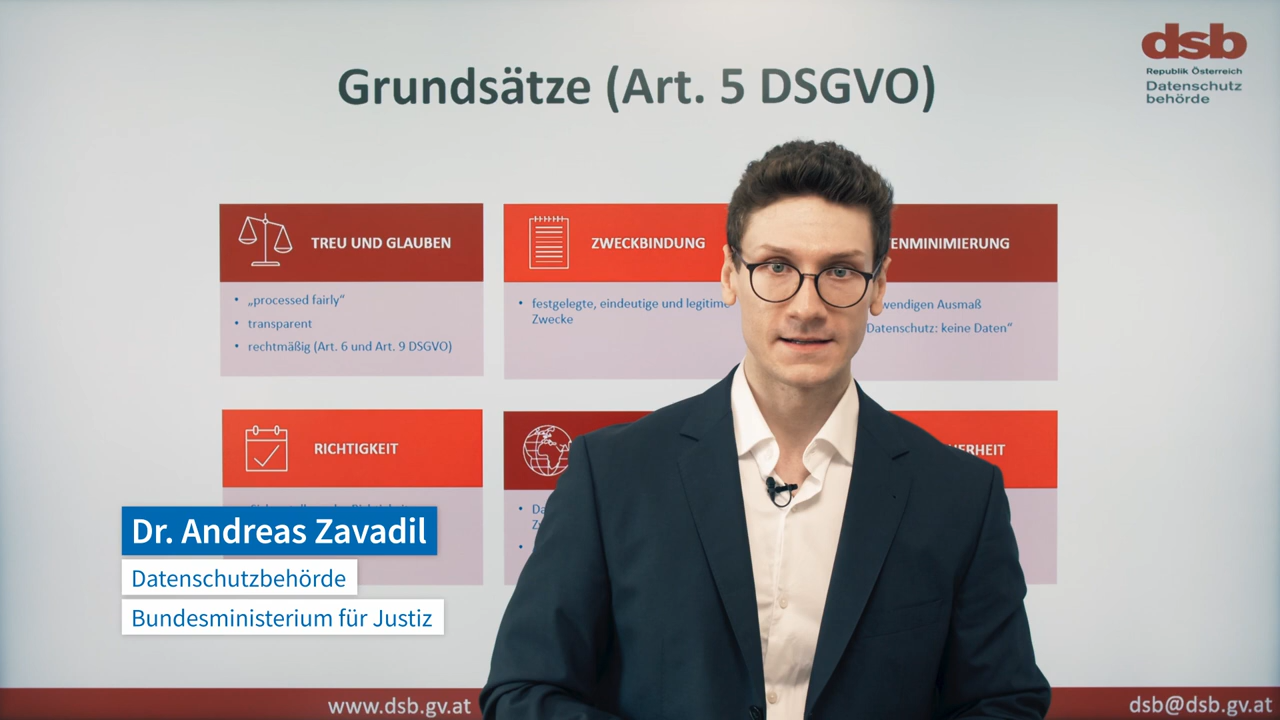 Grundsätze (Art. 5 DSGVO)
dsb
Republik Österreich
Datenschutz
behörde
TREU UND GLAUBEN
• „processed fairly“
• transparent
• rechtmäßig (Art. 6 und Art. 9 DSGVO)
ZWECKBINDUNG
• festgelegte, eindeutige und legitime
Zwecke
ENMINIMIERUNG
wendigen Ausmaß
Datenschutz: keine Daten“
RICHTIGKEIT
ERHEIT
Dr. Andreas Zavadil
Datenschutzbehörde
Bundesministerium für Justiz
www.dsb.gv.at
dsb@dsb.gv.at